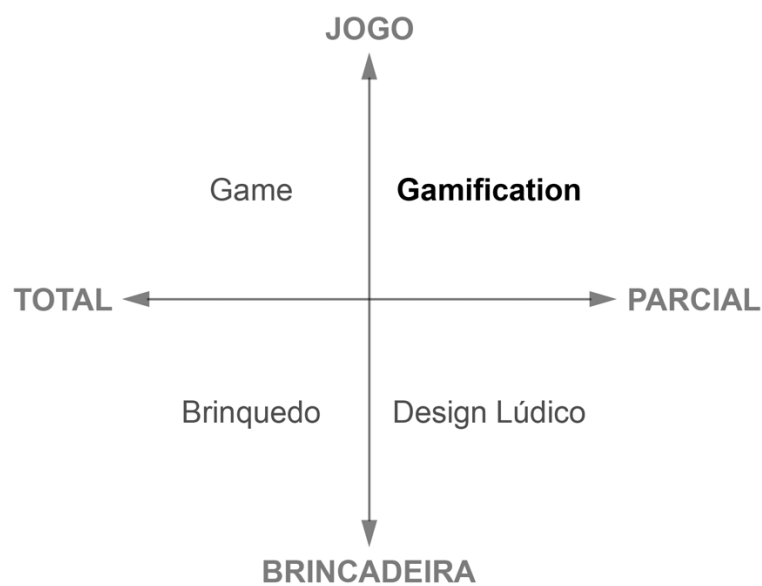 JOGO
Game Gamification
TOTAL PARCIAL
Brinquedo Design Lúdico
BRINCADEIRA